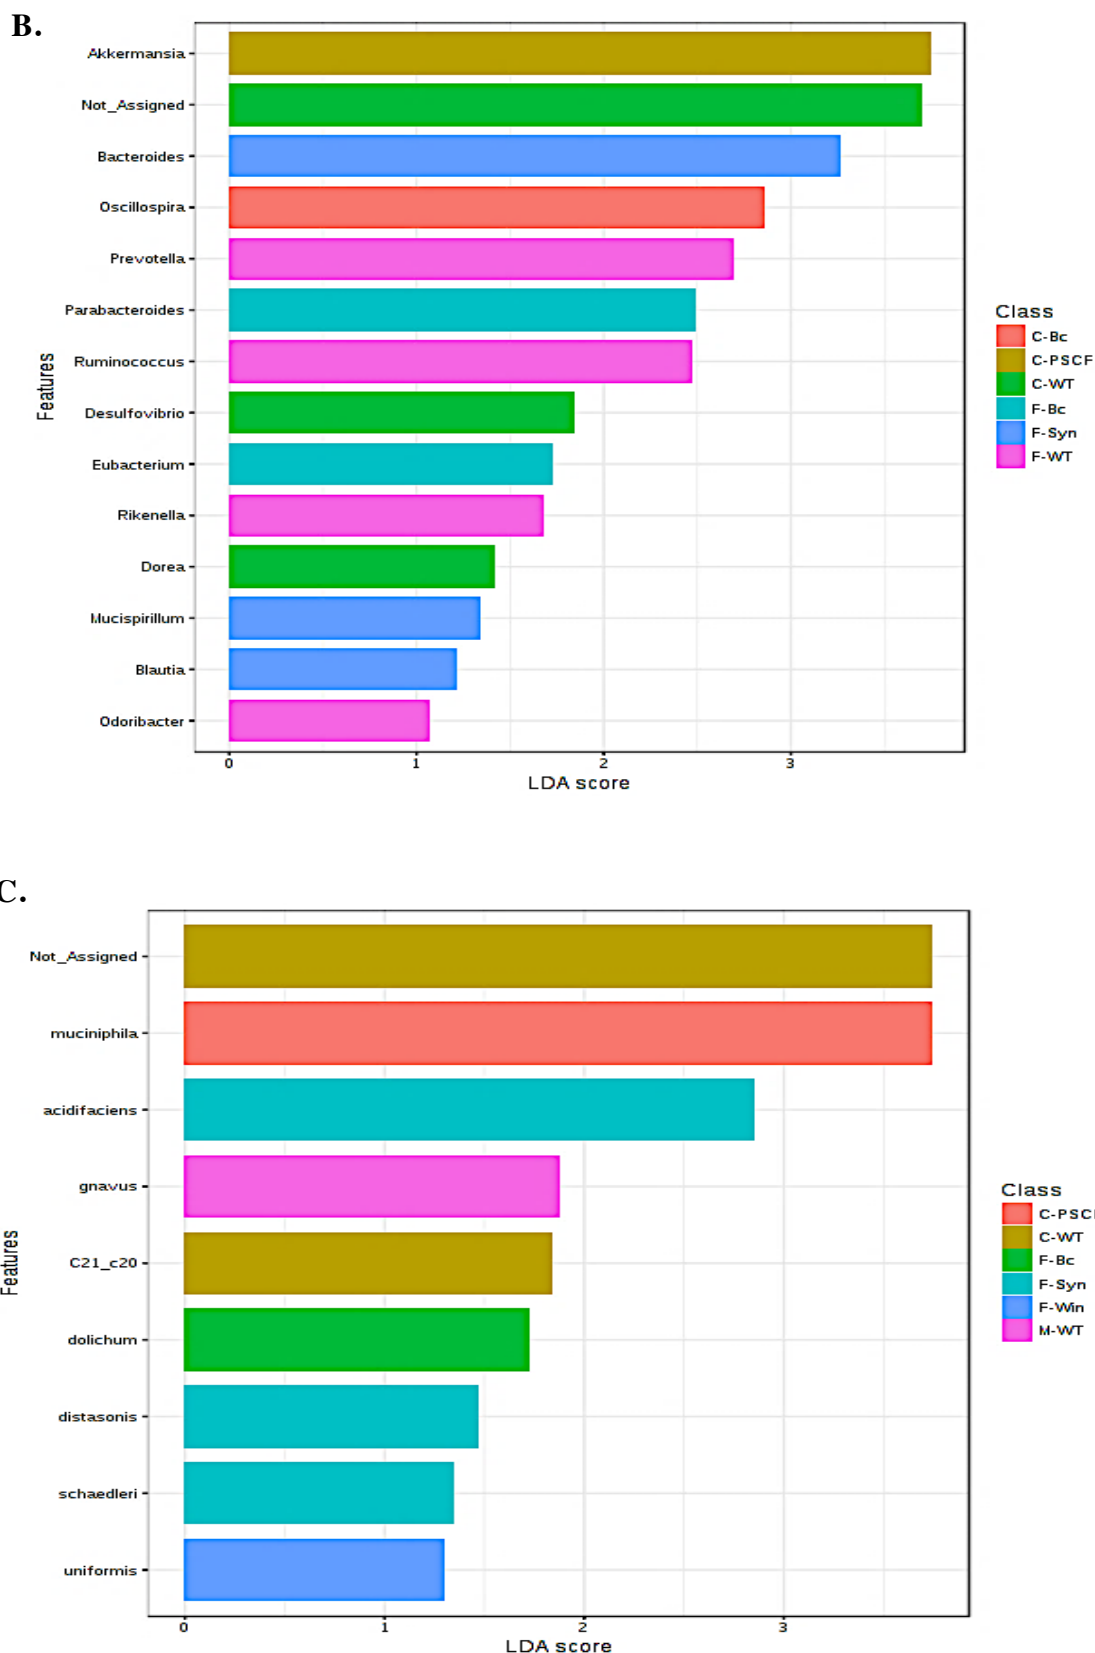 B.
Akkermansia
Not_Assigned
Bacteroides
Oscillospira
Prevotella
Parabacteroides
Ruminococcus
Desulfovibrio
Eubacterium
Rikenella
Dorea
Mucispirillum
Blautia
Odoribacter
Features
0 1 2 3
LDA score
Class
C-Bc
C-PSCF
C-WT
F-Bc
F-Syn
F-WT
C.
Not_Assigned
muciniphila
acidifaciens
gnavus
C21_c20
dolichum
distasonis
schaedleri
uniformis
Features
0 1 2 3
LDA score
Class
C-PSCF
C-WT
F-Bc
F-Syn
F-Win
M-WT